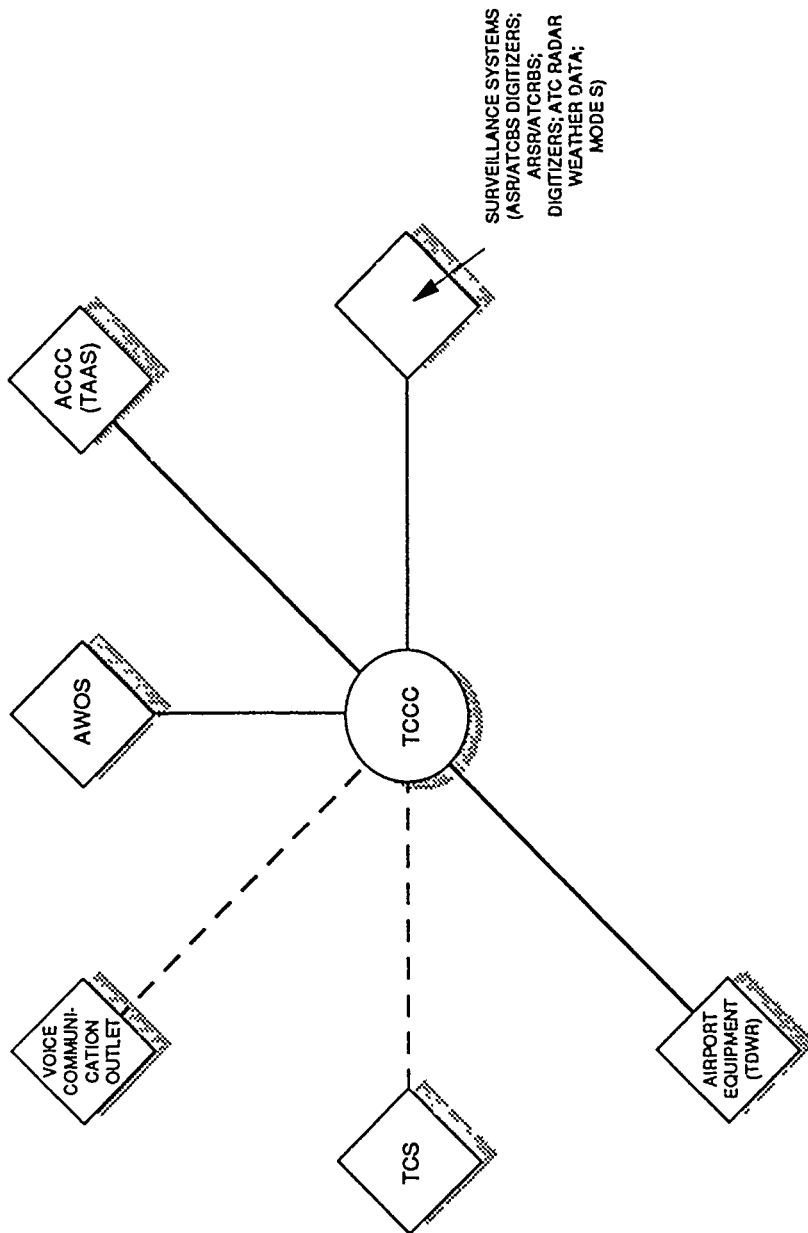 VOICE
COMMUNI-
CATION
OUTLET
AWOS
ACCC
(TAAS)
TCS
TCCC
SURVEILLANCE SYSTEMS
(ASR/ATCBS DIGITIZERS;
ARSR/ATCRBS;
DIGITIZERS; ATC RADAR
WEATHER DATA;
MODE S)
AIRPORT
EQUIPMENT
(TDWR)